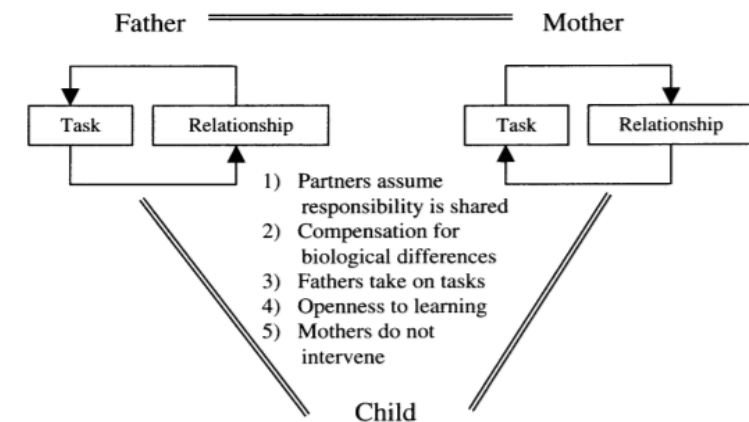 Father
Mother
Task
Relationship
Task
Relationship
1) Partners assume
responsibility is shared
2) Compensation for
biological differences
3) Fathers take on tasks
4) Openness to learning
5) Mothers do not
intervene
Child